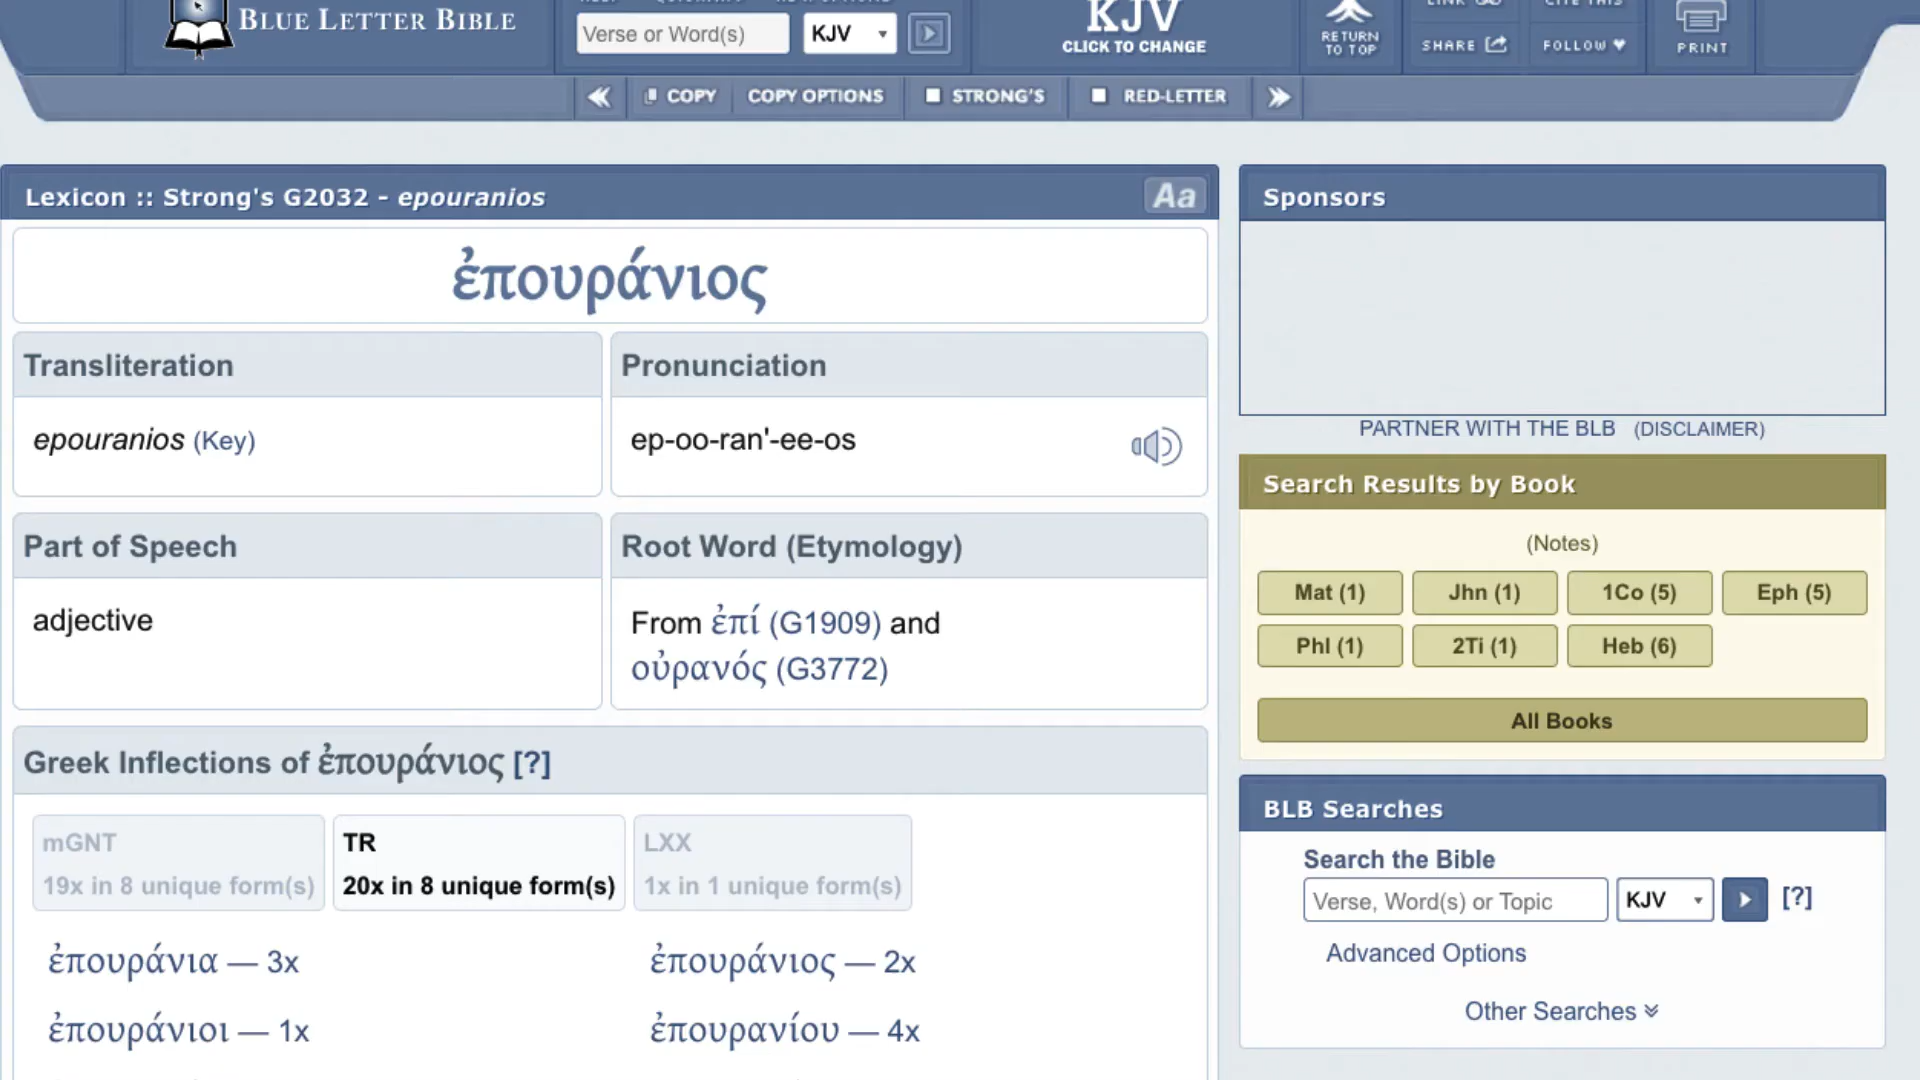 BLUE LETTER BIBLE
Verse or Word(s)
KJV
KJV
CLICK TO CHANGE
RETURN
TO TOP
CITE THIS
SHARE
FOLLOW
PRINT
COPY
COPY OPTIONS
STRONG'S
RED-LETTER
Lexicon :: Strong's G2032 - epouranios
Aa
ἐπουράνιος
Transliteration
epouranios (Key)
Pronunciation
ep-oo-ran'-ee-os
Part of Speech
adjective
Root Word (Etymology)
From ἐπί (G1909) and
οὐρανός (G3772)
Greek Inflections of ἐπουράνιος [?]
mGNT
19x in 8 unique form(s)
TR
20x in 8 unique form(s)
LXX
1x in 1 unique form(s)
ἐπουράνια — 3x
ἐπουράνιος — 2x
ἐπουράνιοι — 1x
ἐπουρανίου — 4x
Sponsors
PARTNER WITH THE BLB (DISCLAIMER)
Search Results by Book
(Notes)
Mat (1)
Jhn (1)
1Co (5)
Eph (5)
Phl (1)
2Ti (1)
Heb (6)
All Books
BLB Searches
Search the Bible
Verse, Word(s) or Topic
KJV
[?]
Advanced Options
Other Searches